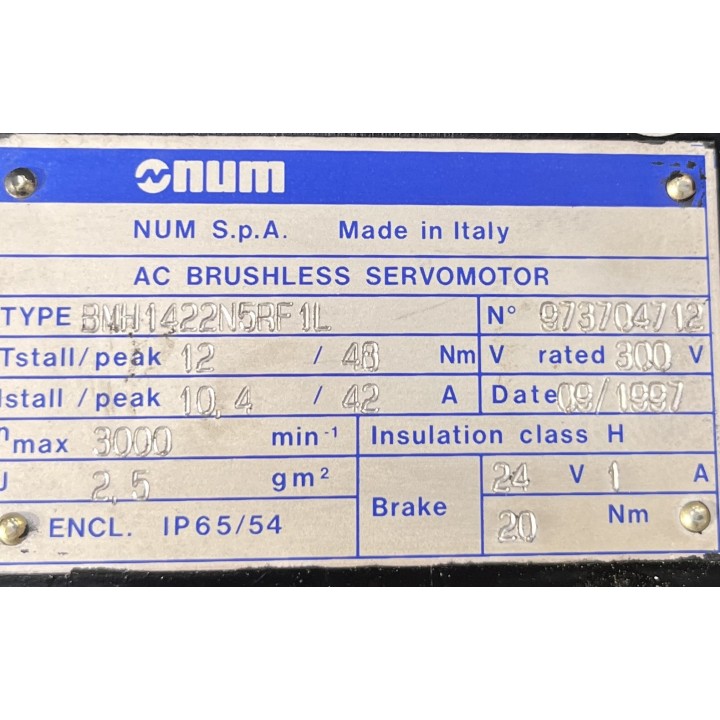 num
NUM S.p.A. Made in Italy
AC BRUSHLESS SERVOMOTOR
TYPE BMH1422N5RF1L N° 973704712
Tstall/peak 12 / 48 Nm V rated 300 V
Istall / peak 10,4 / 42 A Date 09/1997
nmax 3000 min-1 Insulation class H
J 2,5 gm² Brake 24 V 1 A
ENCL. IP65/54 20 Nm